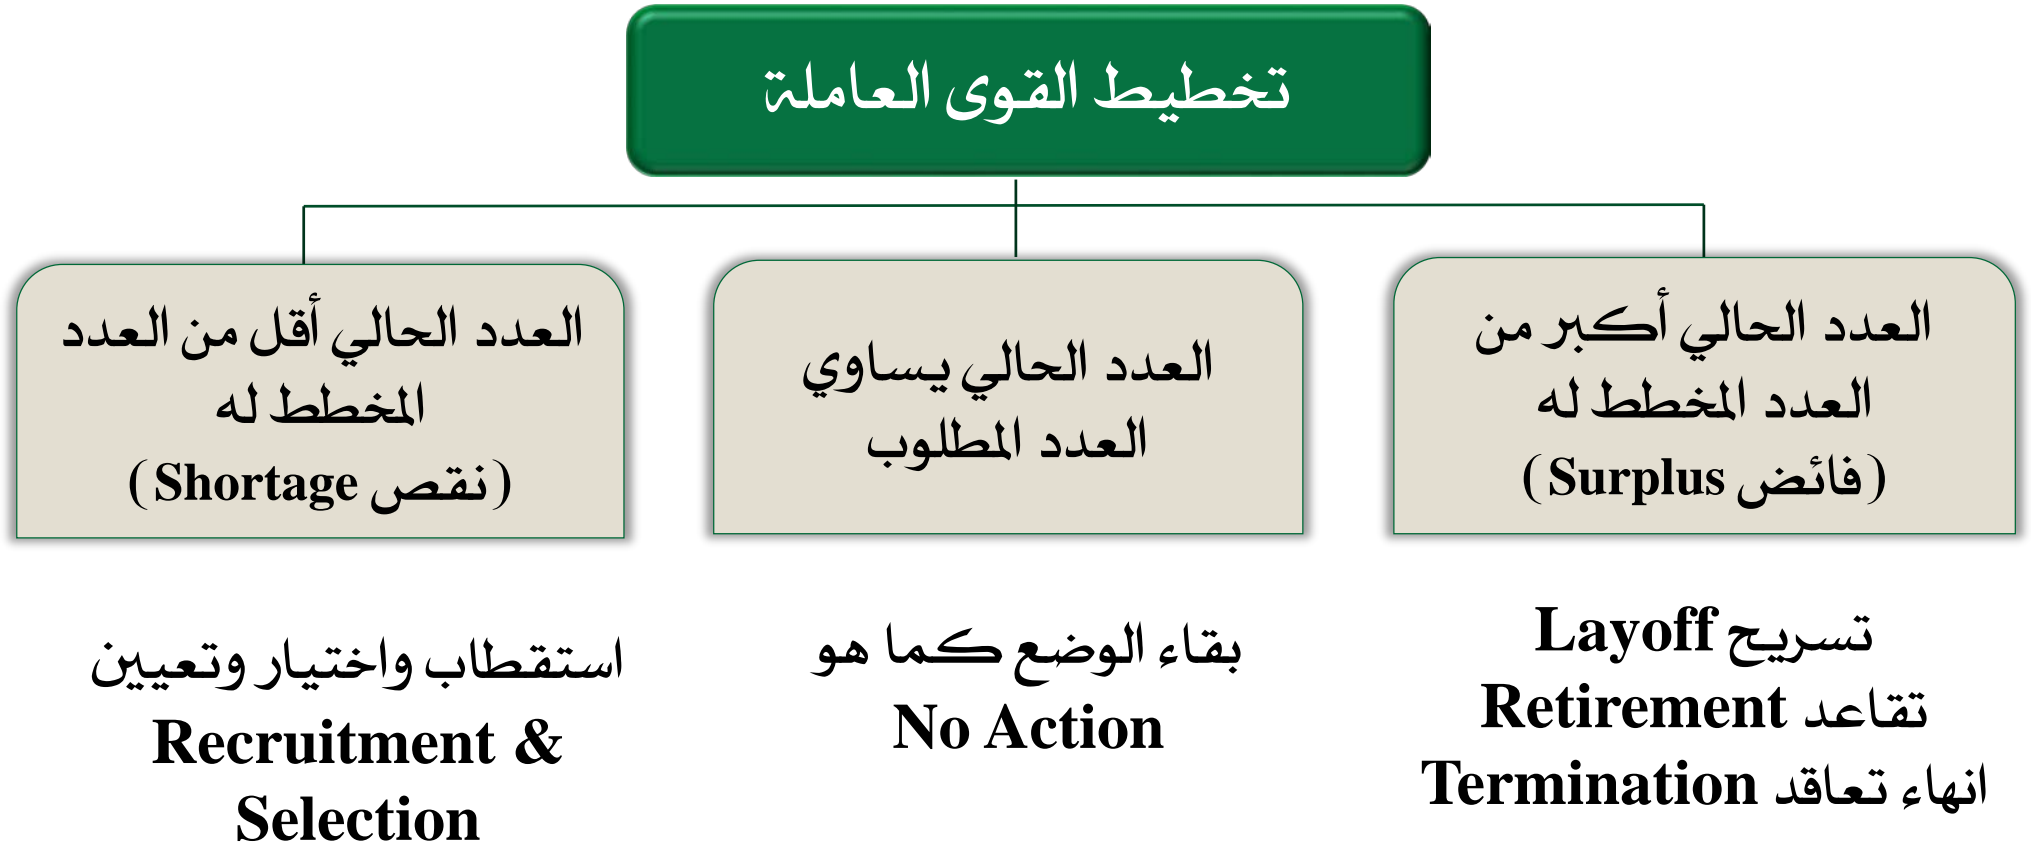 تخطيط القوى العاملة
العدد الحالي أكبر من
العدد المخطط له
(فائض Surplus)
العدد الحالي يساوي
العدد المطلوب
العدد الحالي أقل من العدد
المخطط له
(نقص Shortage)
تسريح Layoff
تقاعد Retirement
انهاء تعاقد Termination
بقاء الوضع كما هو
No Action
استقطاب واختيار وتعيين
Recruitment &
Selection